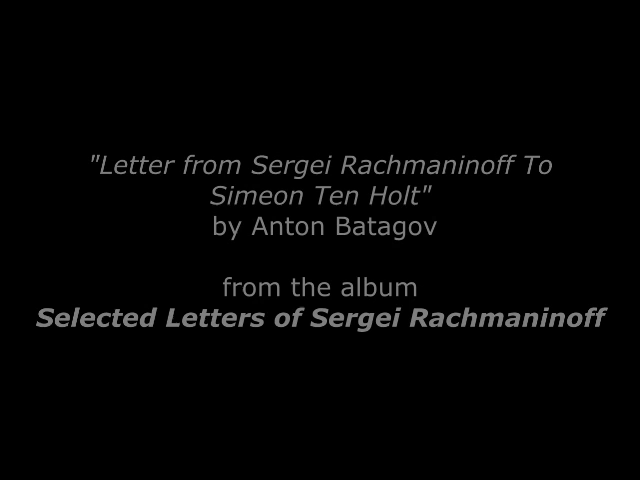 "Letter from Sergei Rachmaninoff To
Simeon Ten Holt"
by Anton Batagov
from the album
Selected Letters of Sergei Rachmaninoff